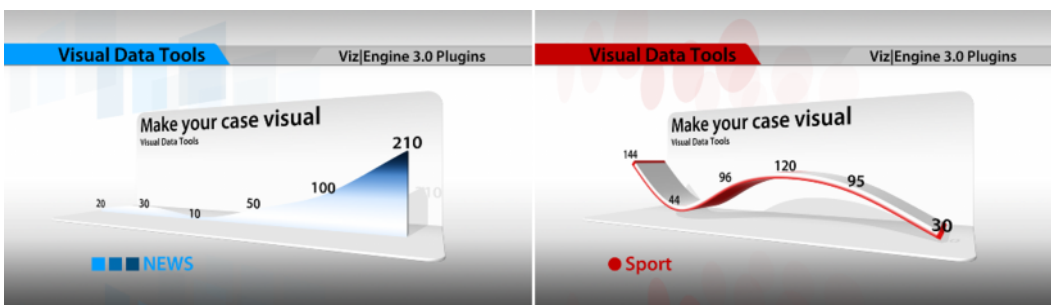 Visual Data Tools
Viz|Engine 3.0 Plugins
Make your case visual
Visual Data Tools
210
100
50
30
20
10
NEWS
Visual Data Tools
Viz|Engine 3.0 Plugins
Make your case visual
Visual Data Tools
144
120
96
95
44
30
Sport